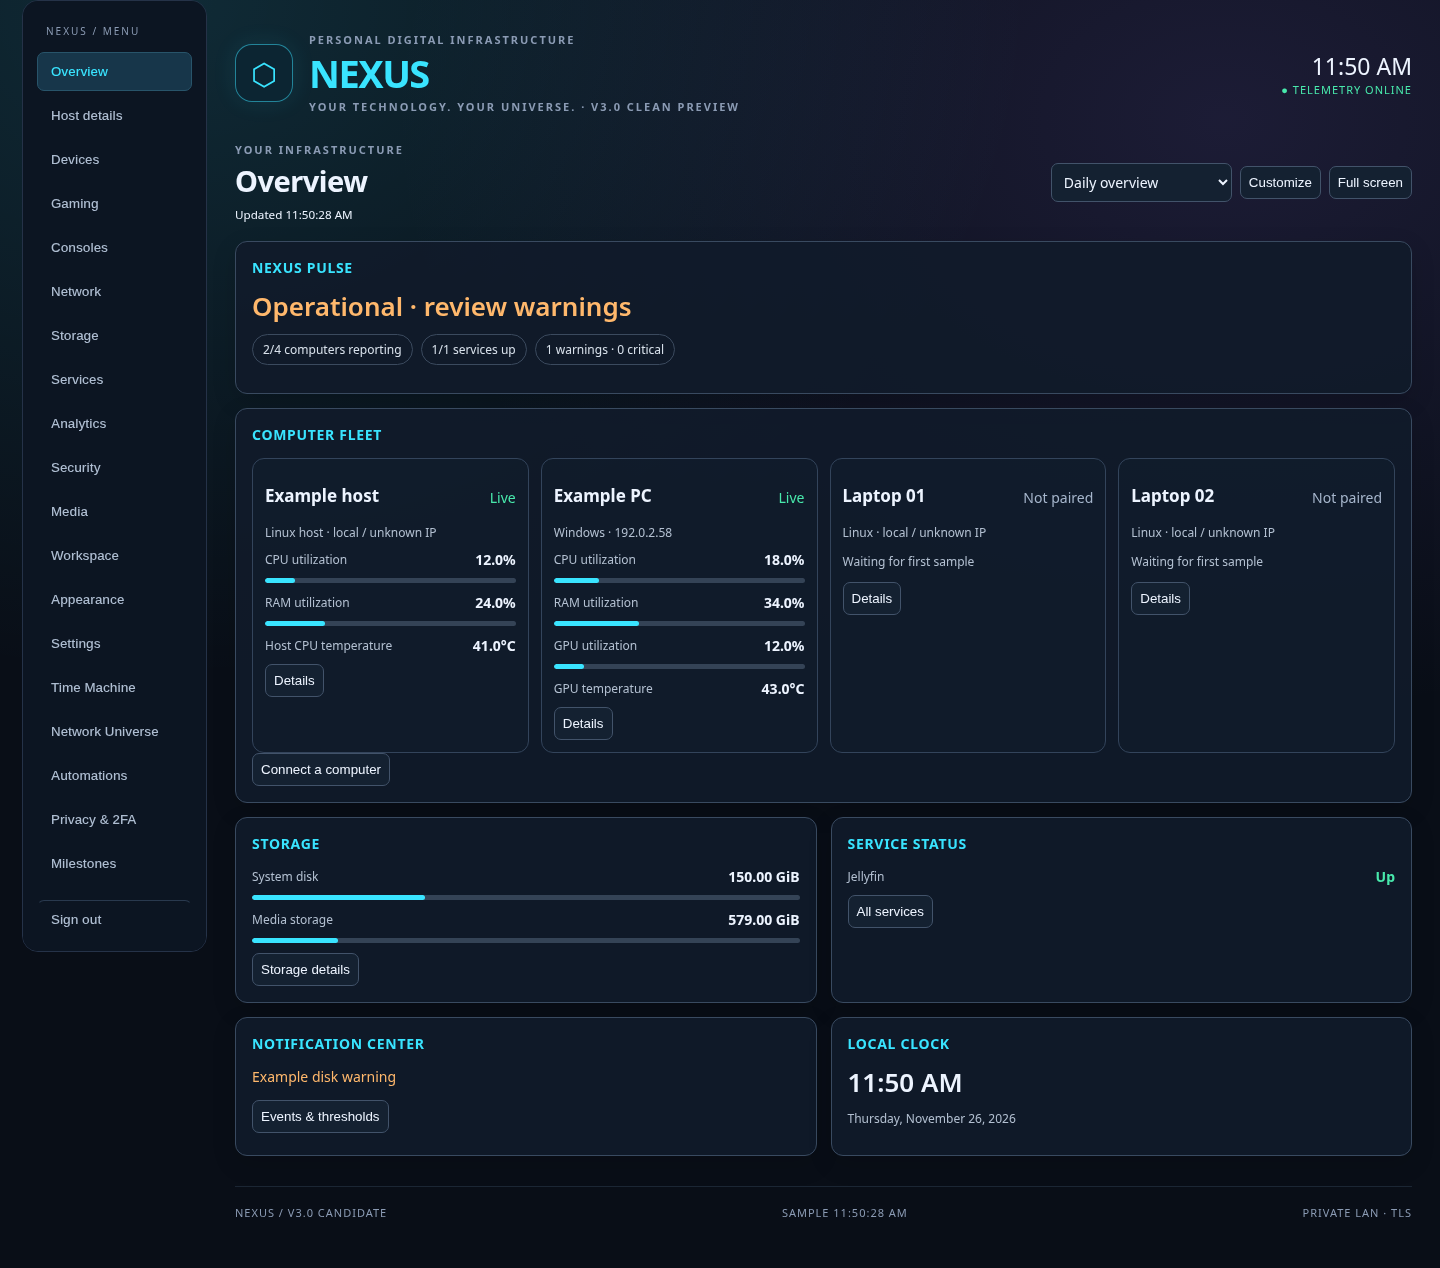 NEXUS / MENU
Overview
Host details
Devices
Gaming
Consoles
Network
Storage
Services
Analytics
Security
Media
Workspace
Appearance
Settings
Time Machine
Network Universe
Automations
Privacy & 2FA
Milestones
Sign out
PERSONAL DIGITAL INFRASTRUCTURE
NEXUS
YOUR TECHNOLOGY. YOUR UNIVERSE. · V3.0 CLEAN PREVIEW
11:50 AM
● TELEMETRY ONLINE
YOUR INFRASTRUCTURE
Overview
Updated 11:50:28 AM
Daily overview
Customize
Full screen
NEXUS PULSE
Operational · review warnings
2/4 computers reporting
1/1 services up
1 warnings · 0 critical
COMPUTER FLEET
Example host
Live
Linux host · local / unknown IP
CPU utilization 12.0%
RAM utilization 24.0%
Host CPU temperature 41.0°C
Details
Example PC
Live
Windows · 192.0.2.58
CPU utilization 18.0%
RAM utilization 34.0%
GPU utilization 12.0%
GPU temperature 43.0°C
Details
Laptop 01
Not paired
Linux · local / unknown IP
Waiting for first sample
Details
Laptop 02
Not paired
Linux · local / unknown IP
Waiting for first sample
Details
Connect a computer
STORAGE
System disk 150.00 GiB
Media storage 579.00 GiB
Storage details
SERVICE STATUS
Jellyfin Up
All services
NOTIFICATION CENTER
Example disk warning
Events & thresholds
LOCAL CLOCK
11:50 AM
Thursday, November 26, 2026
NEXUS / V3.0 CANDIDATE
SAMPLE 11:50:28 AM
PRIVATE LAN · TLS